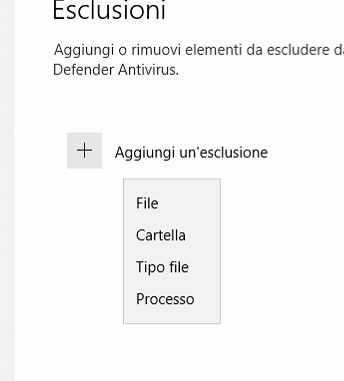 Esclusioni
Aggiungi o rimuovi elementi da escludere
Defender Antivirus.
Aggiungi un'esclusione
File
Cartella
Tipo file
Processo